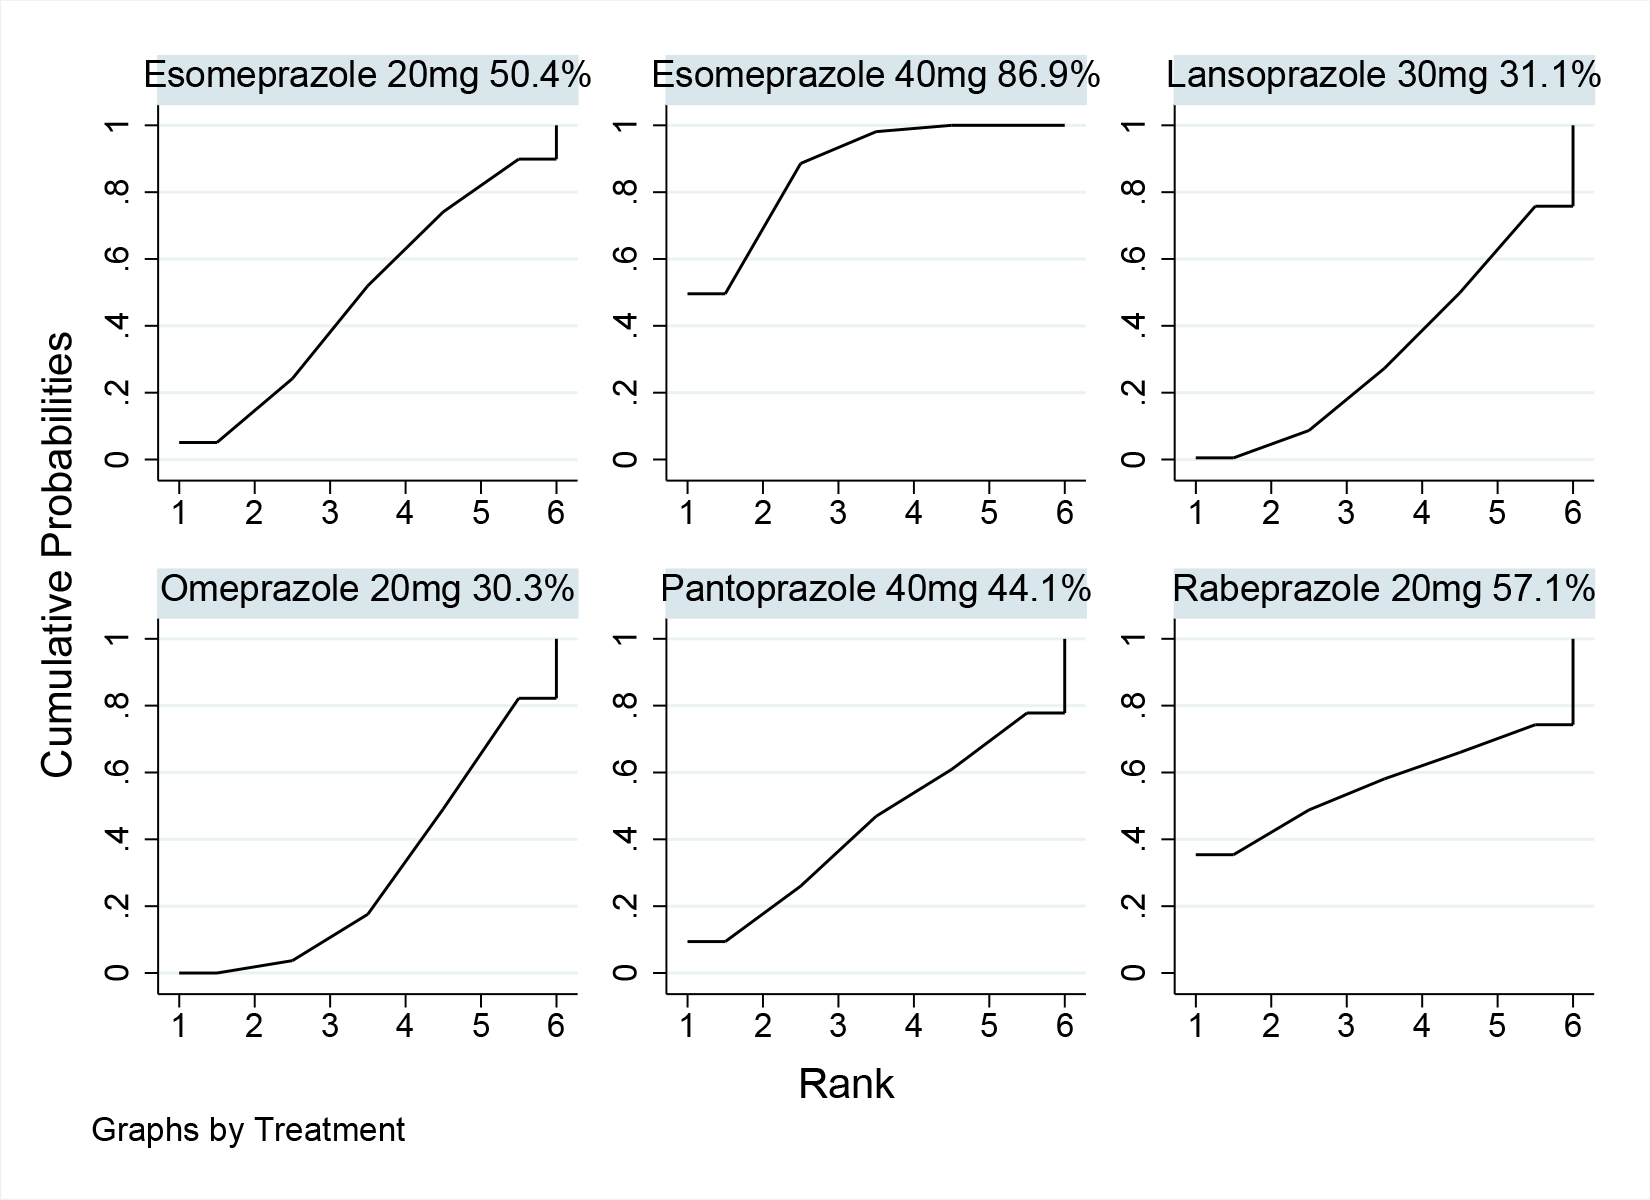 Esomeprazole 20mg 50.4%
Esomeprazole 40mg 86.9%
Lansoprazole 30mg 31.1%
1
.8
.6
.4
.2
0
1
.8
.6
.4
.2
0
1
.8
.6
.4
.2
0
1 2 3 4 5 6
1 2 3 4 5 6
1 2 3 4 5 6
Omeprazole 20mg 30.3%
Pantoprazole 40mg 44.1%
Rabeprazole 20mg 57.1%
1
.8
.6
.4
.2
0
1
.8
.6
.4
.2
0
1
.8
.6
.4
.2
0
1 2 3 4 5 6
1 2 3 4 5 6
1 2 3 4 5 6
Cumulative Probabilities
Rank
Graphs by Treatment